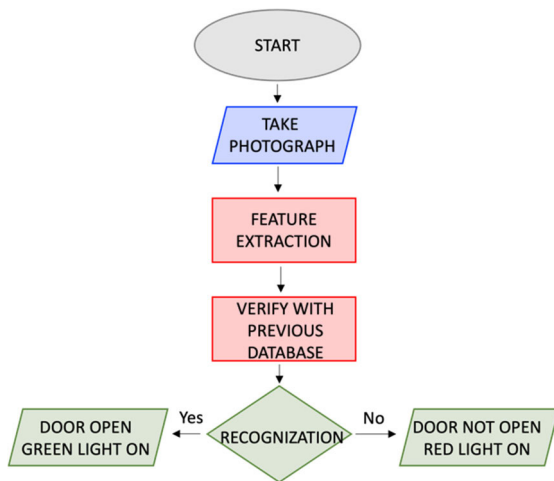 START
TAKE
PHOTOGRAPH
FEATURE
EXTRACTION
VERIFY WITH
PREVIOUS
DATABASE
RECOGNIZATION
Yes
No
DOOR OPEN
GREEN LIGHT ON
DOOR NOT OPEN
RED LIGHT ON